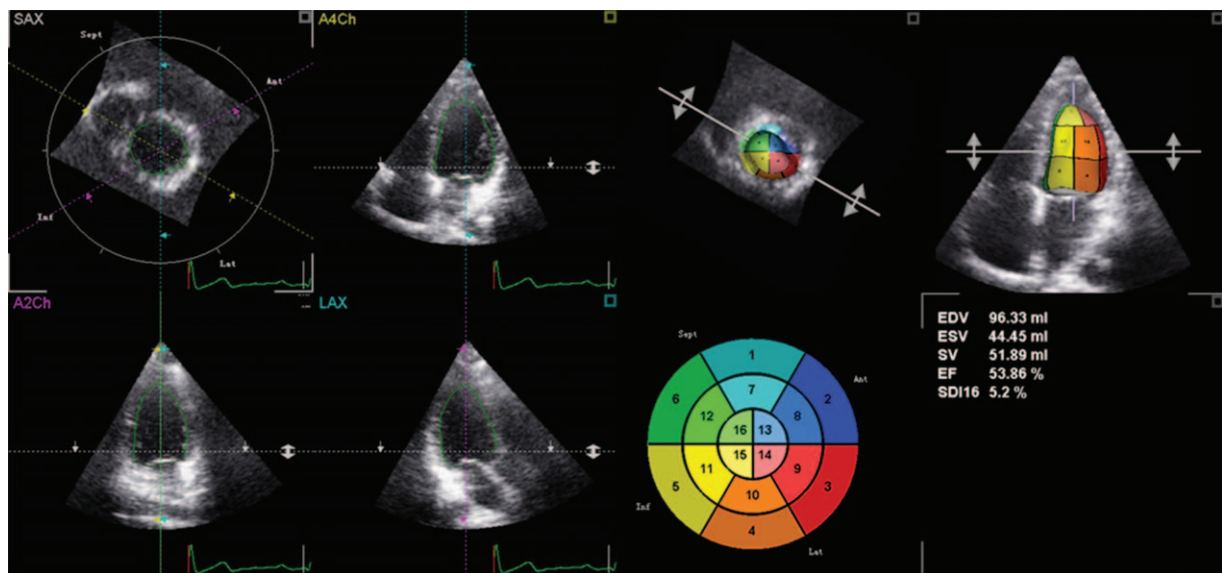 SAX
Sept
Ant
Inf
Lat
A4Ch
A2Ch
LAX
Sept
1
Ant
6
7
2
12
8
16
13
15
14
11
9
5
10
3
Inf
4
Lat
EDV 96.33 ml
ESV 44.45 ml
SV 51.89 ml
EF 53.86 %
SDI16 5.2 %